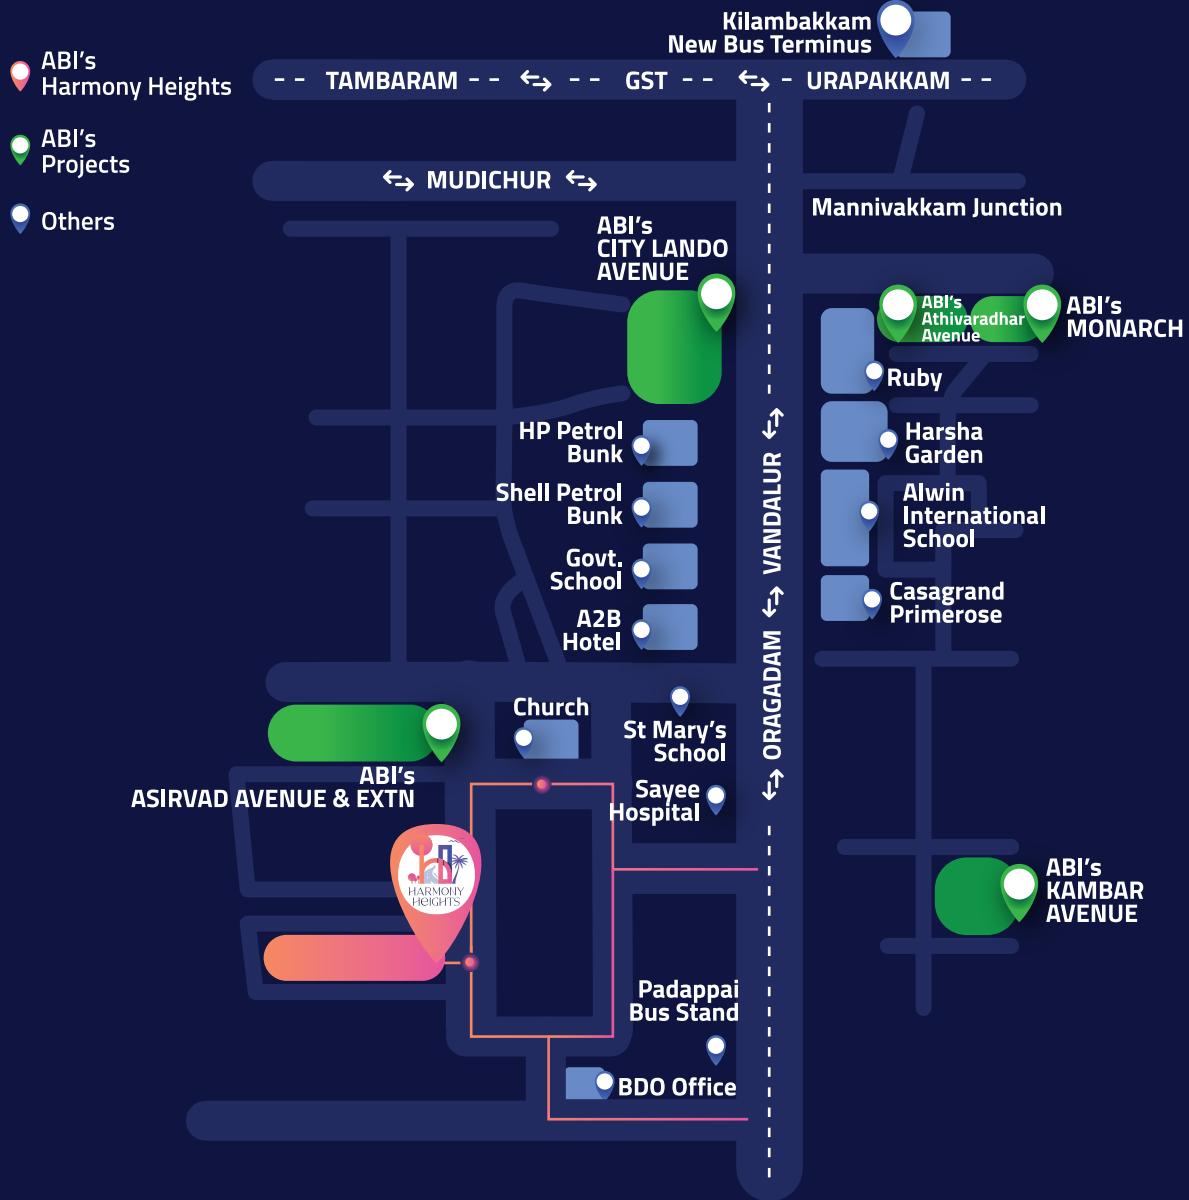 Kilambakkam
New Bus Terminus
ABI's
Harmony Heights
ABI's
Projects
Others
-- TAMBARAM -- -- GST -- - URAPAKKAM --
MUDICHUR
Mannivakkam Junction
ABI's
CITY LANDO
AVENUE
ABI's
Athivaradhar
Avenue
ABI's
MONARCH
Ruby
HP Petrol
Bunk
Harsha
Garden
Shell Petrol
Bunk
Alwin
International
School
Govt.
School
Casagrand
Primerose
A2B
Hotel
ORAGADAM VANDALUR
Church
St Mary's
School
ABI's
ASIRVAD AVENUE & EXTN
Sayee
Hospital
HARMONY
HEIGHTS
ABI's
KAMBAR
AVENUE
Padappai
Bus Stand
BDO Office